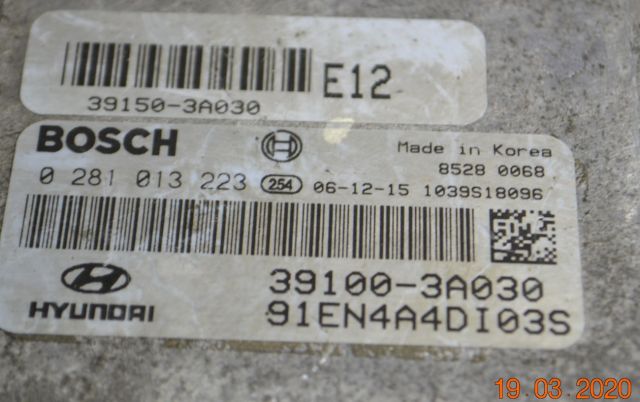 E12
39150-3A030
BOSCH
Made in Korea
8528 0068
0 281 013 223 254 06-12-15 1039S18096
39100-3A030
HYUNDAI 91EN4A4DI03S
19 03 2020